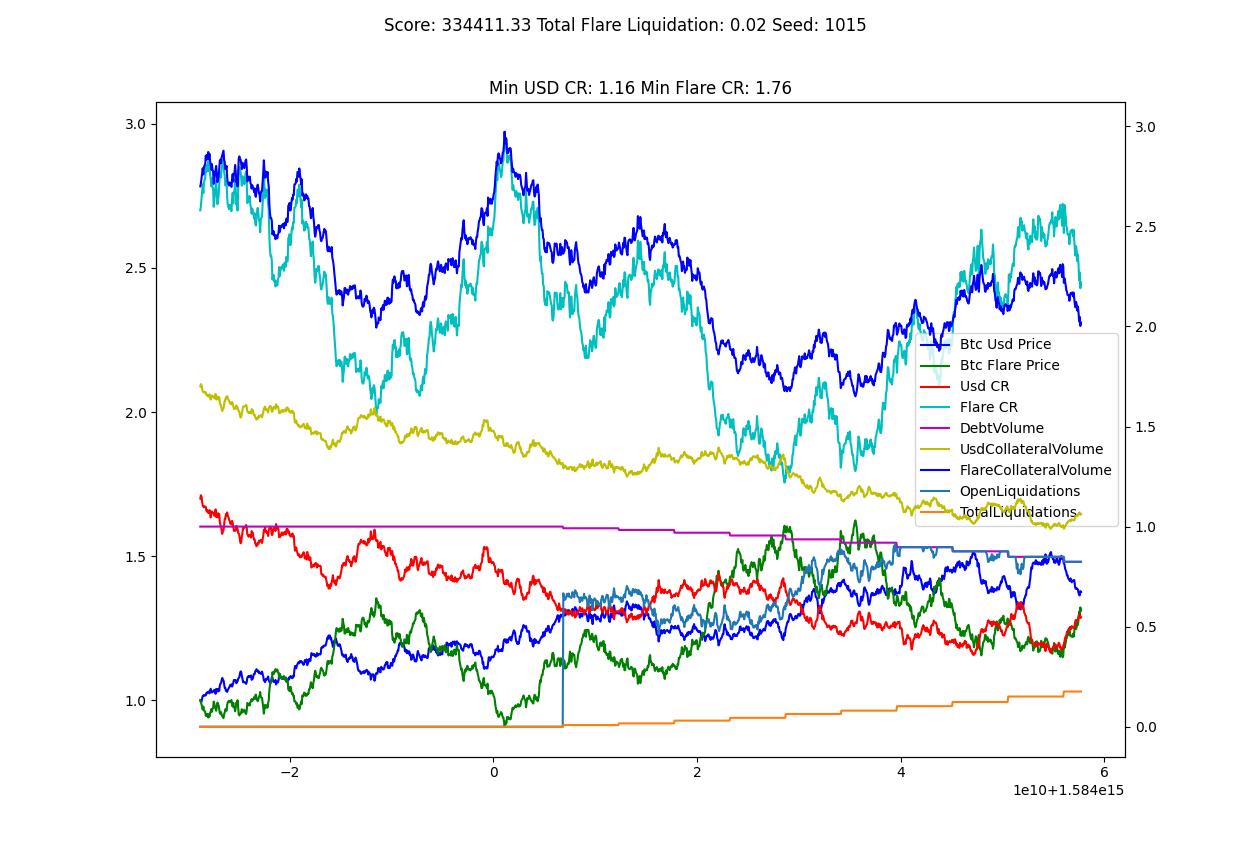 Score: 334411.33 Total Flare Liquidation: 0.02 Seed: 1015
Min USD CR: 1.16 Min Flare CR: 1.76
3.0
2.5
2.0
1.5
1.0
3.0
2.5
2.0
1.5
1.0
0.5
0.0
Btc Usd Price
Btc Flare Price
Usd CR
Flare CR
DebtVolume
UsdCollateralVolume
FlareCollateralVolume
OpenLiquidations
TotalLiquidations
−2 0 2 4 6
1e10+1.584e15